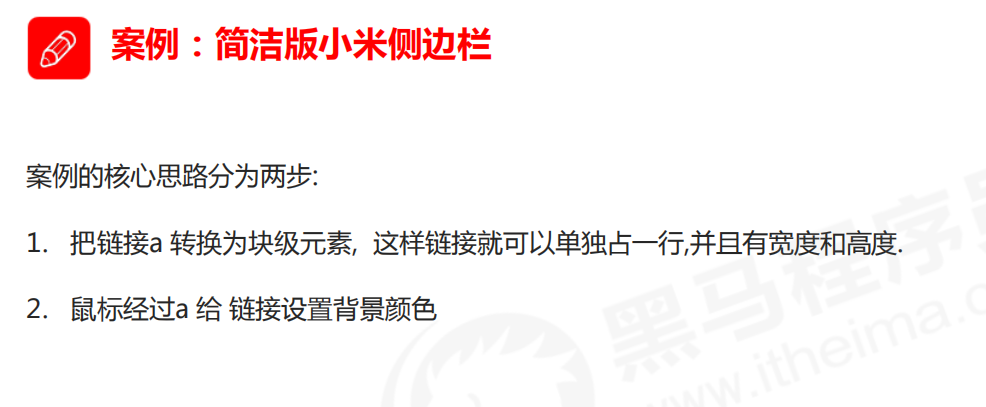 案例：简洁版小米侧边栏
案例的核心思路分为两步:
1. 把链接a 转换为块级元素, 这样链接就可以单独占一行,并且有宽度和高度.
2. 鼠标经过a 给 链接设置背景颜色
黑马程序员
www.itheima.c